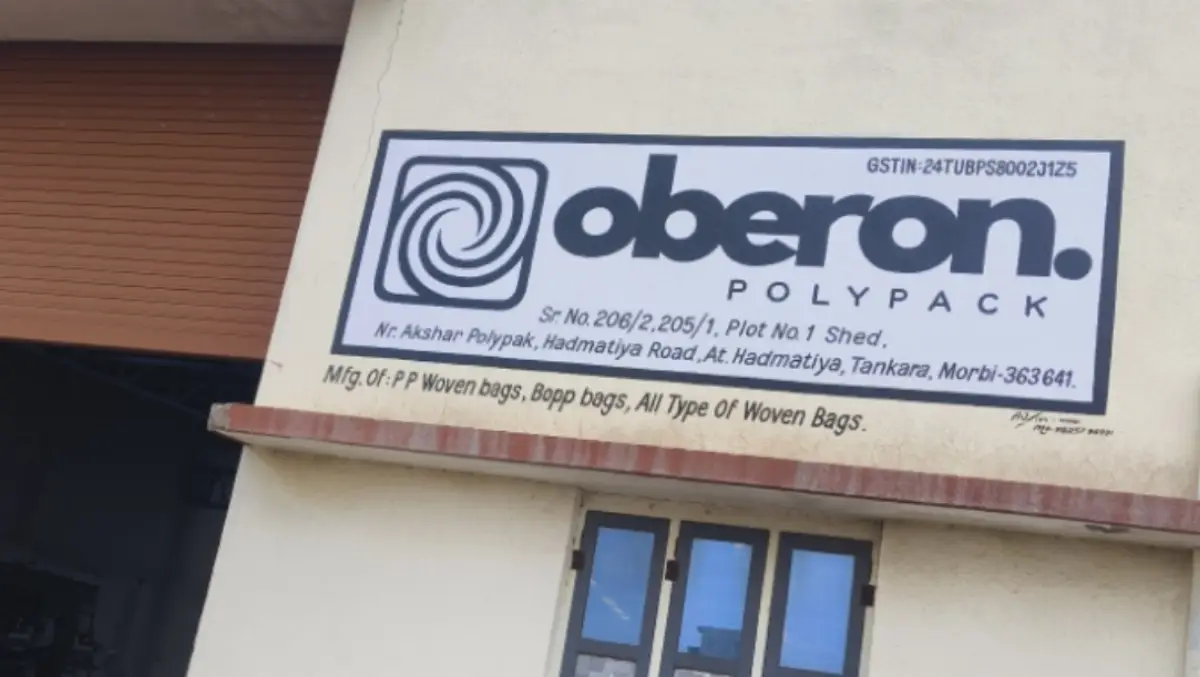 GSTIN:24TUBPS8002J1Z5
oberon.
POLYPACK
Sr No. 206/2, 205/1, Plot No. 1 Shed.
Nr. Akshar Polypak, Hadmatiya Road, At. Hadmatiya, Tankara, Morbi-363641.
Mfg. Of: P P Woven bags, Bopp bags, All Type Of Woven Bags.